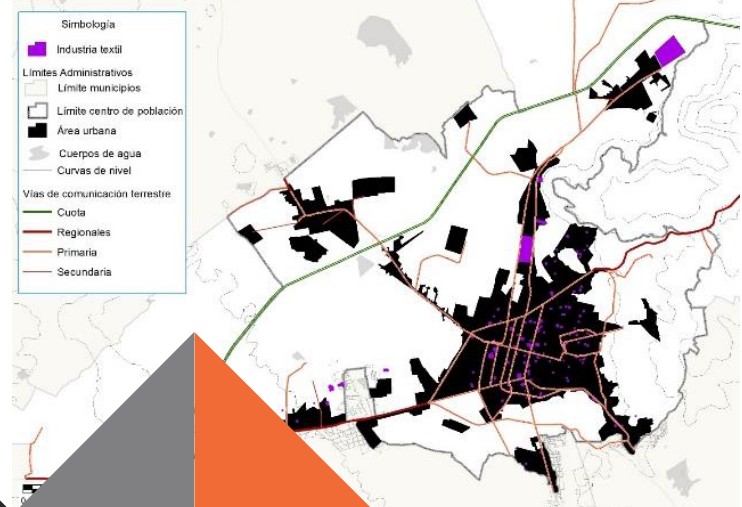 Simbología
Industria textil
Límites Administrativos
Límite municipios
Límite centro de población
Área urbana
Cuerpos de agua
Curvas de nivel
Vías de comunicación terrestre
Cuota
Regionales
Primaria
Secundaria
0